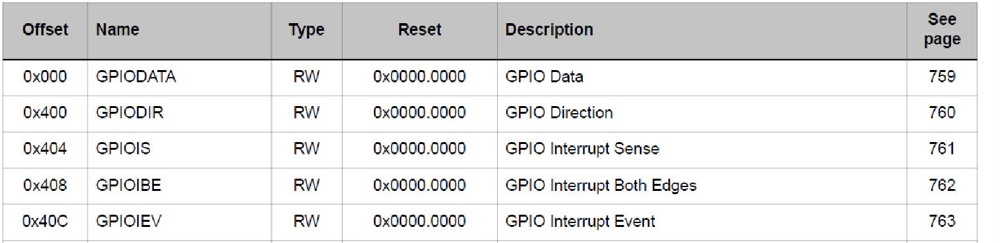 Offset Name Type Reset Description See page
0x000 GPIODATA RW 0x0000.0000 GPIO Data 759
0x400 GPIODIR RW 0x0000.0000 GPIO Direction 760
0x404 GPIOIS RW 0x0000.0000 GPIO Interrupt Sense 761
0x408 GPIOIBE RW 0x0000.0000 GPIO Interrupt Both Edges 762
0x40C GPIOIEV RW 0x0000.0000 GPIO Interrupt Event 763